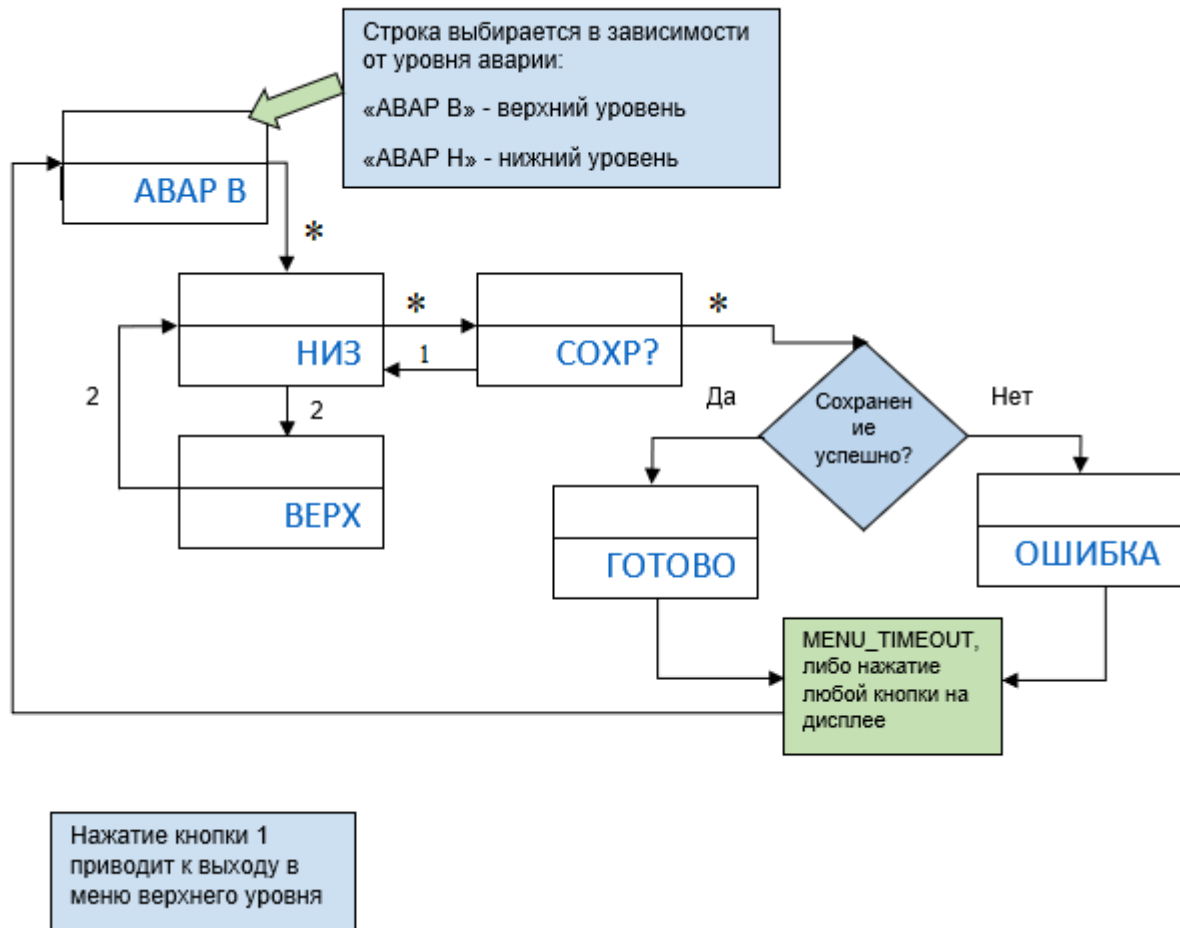 Строка выбирается в зависимости
от уровня аварии:
«АВАР В» - верхний уровень
«АВАР Н» - нижний уровень
АВАР В
*
НИЗ
*
СОХР?
*
1
2
2
ВЕРХ
Да
Сохранен
ие
успешно?
Нет
ГОТОВО
ОШИБКА
MENU_TIMEOUT,
либо нажатие
любой кнопки на
дисплее
Нажатие кнопки 1
приводит к выходу в
меню верхнего уровня